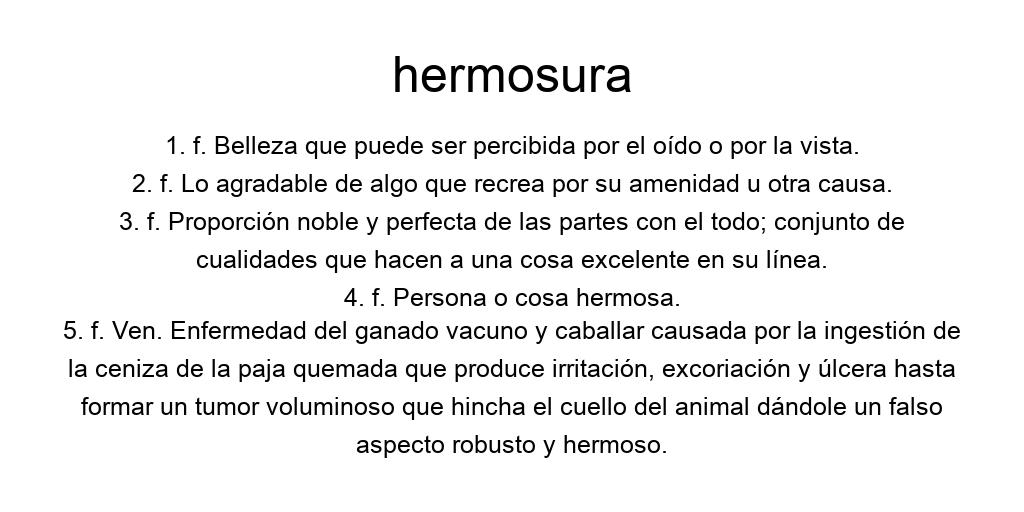 hermosura
1. f. Belleza que puede ser percibida por el oído o por la vista.
2. f. Lo agradable de algo que recrea por su amenidad u otra causa.
3. f. Proporción noble y perfecta de las partes con el todo; conjunto de
cualidades que hacen a una cosa excelente en su línea.
4. f. Persona o cosa hermosa.
5. f. Ven. Enfermedad del ganado vacuno y caballar causada por la ingestión de
la ceniza de la paja quemada que produce irritación, excoriación y úlcera hasta
formar un tumor voluminoso que hincha el cuello del animal dándole un falso
aspecto robusto y hermoso.